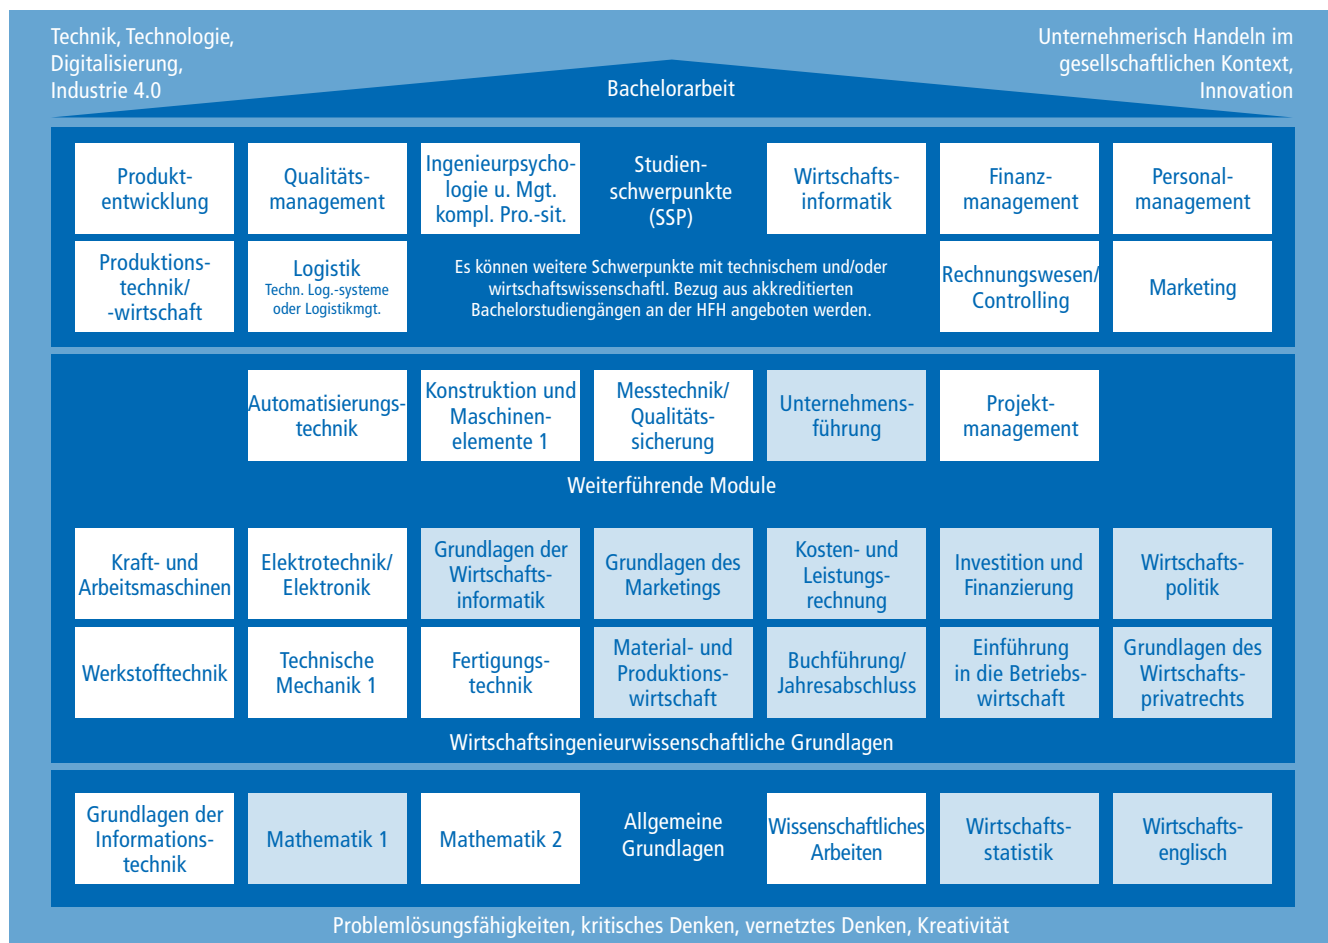 Technik, Technologie,
Digitalisierung,
Industrie 4.0
Unternehmerisch Handeln im
gesellschaftlichen Kontext,
Innovation
Bachelorarbeit
Produkt-
entwicklung
Qualitäts-
management
Ingenieurpsycho-
logie u. Mgt.
kompl. Pro.-sit.
Studien-
schwerpunkte
(SSP)
Wirtschafts-
informatik
Finanz-
management
Personal-
management
Produktions-
technik/
-wirtschaft
Logistik
Techn. Log.-systeme
oder Logistikmgt.
Es können weitere Schwerpunkte mit technischem und/oder
wirtschaftswissenschaftl. Bezug aus akkreditierten
Bachelorstudiengängen an der HFH angeboten werden.
Rechnungswesen/
Controlling
Marketing
Automatisierungs-
technik
Konstruktion und
Maschinen-
elemente 1
Messtechnik/
Qualitäts-
sicherung
Unternehmens-
führung
Projekt-
management
Weiterführende Module
Kraft- und
Arbeitsmaschinen
Elektrotechnik/
Elektronik
Grundlagen der
Wirtschafts-
informatik
Grundlagen des
Marketings
Kosten- und
Leistungs-
rechnung
Investition und
Finanzierung
Wirtschafts-
politik
Werkstofftechnik
Technische
Mechanik 1
Fertigungs-
technik
Material- und
Produktions-
wirtschaft
Buchführung/
Jahresabschluss
Einführung
in die Betriebs-
wirtschaft
Grundlagen des
Wirtschafts-
privatrechts
Wirtschaftsingenieurwissenschaftliche Grundlagen
Grundlagen der
Informations-
technik
Mathematik 1
Mathematik 2
Allgemeine
Grundlagen
Wissenschaftliches
Arbeiten
Wirtschafts-
statistik
Wirtschafts-
englisch
Problemlösungsfähigkeiten, kritisches Denken, vernetztes Denken, Kreativität